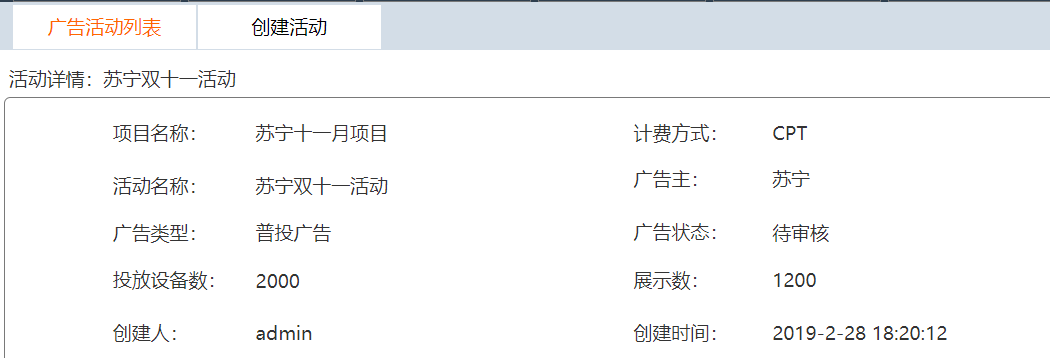 广告活动列表 创建活动
活动详情：苏宁双十一活动
项目名称： 苏宁十一月项目 计费方式： CPT
活动名称： 苏宁双十一活动 广告主： 苏宁
广告类型： 普投广告 广告状态： 待审核
投放设备数： 2000 展示数： 1200
创建人： admin 创建时间： 2019-2-28 18:20:12